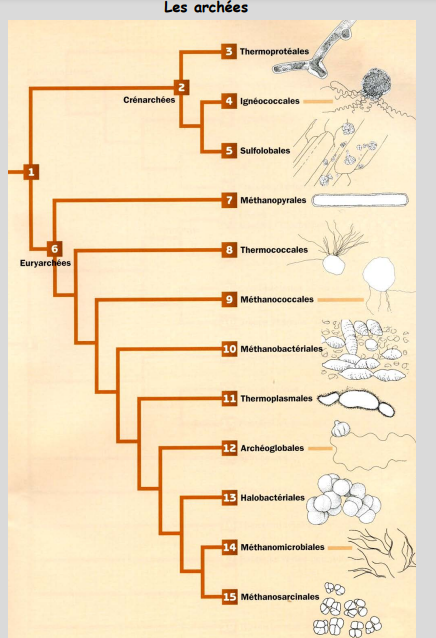 Les archées
3 Thermoprotéales
2
Crénarchées
4 Ignéococcales
5 Sulfolobales
1
7 Méthanopyrales
6
Euryarchées
8 Thermococcales
9 Méthanococcales
10 Méthanobactériales
11 Thermoplasmales
12 Archéoglobales
13 Halobactériales
14 Méthanomicrobiales
15 Méthanosarcinales